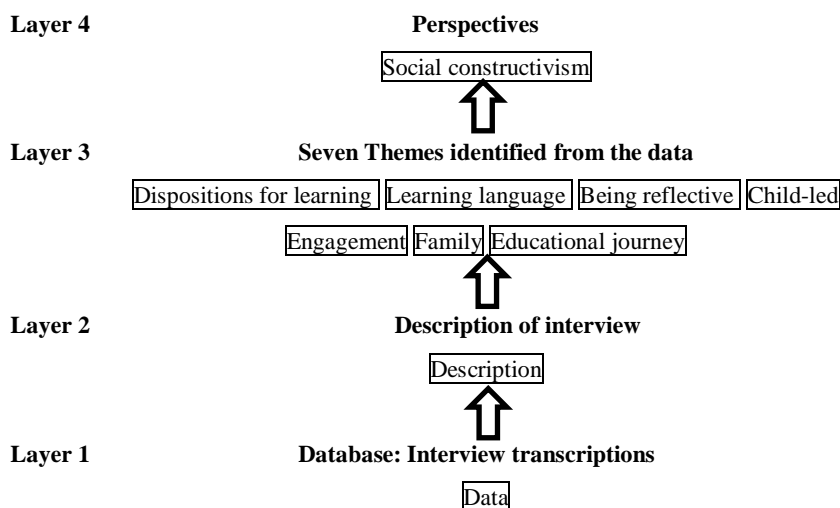 Layer 4 Perspectives
Social constructivism
Layer 3 Seven Themes identified from the data
Dispositions for learning Learning language Being reflective Child-led
Engagement Family Educational journey
Layer 2 Description of interview
Description
Layer 1 Database: Interview transcriptions
Data